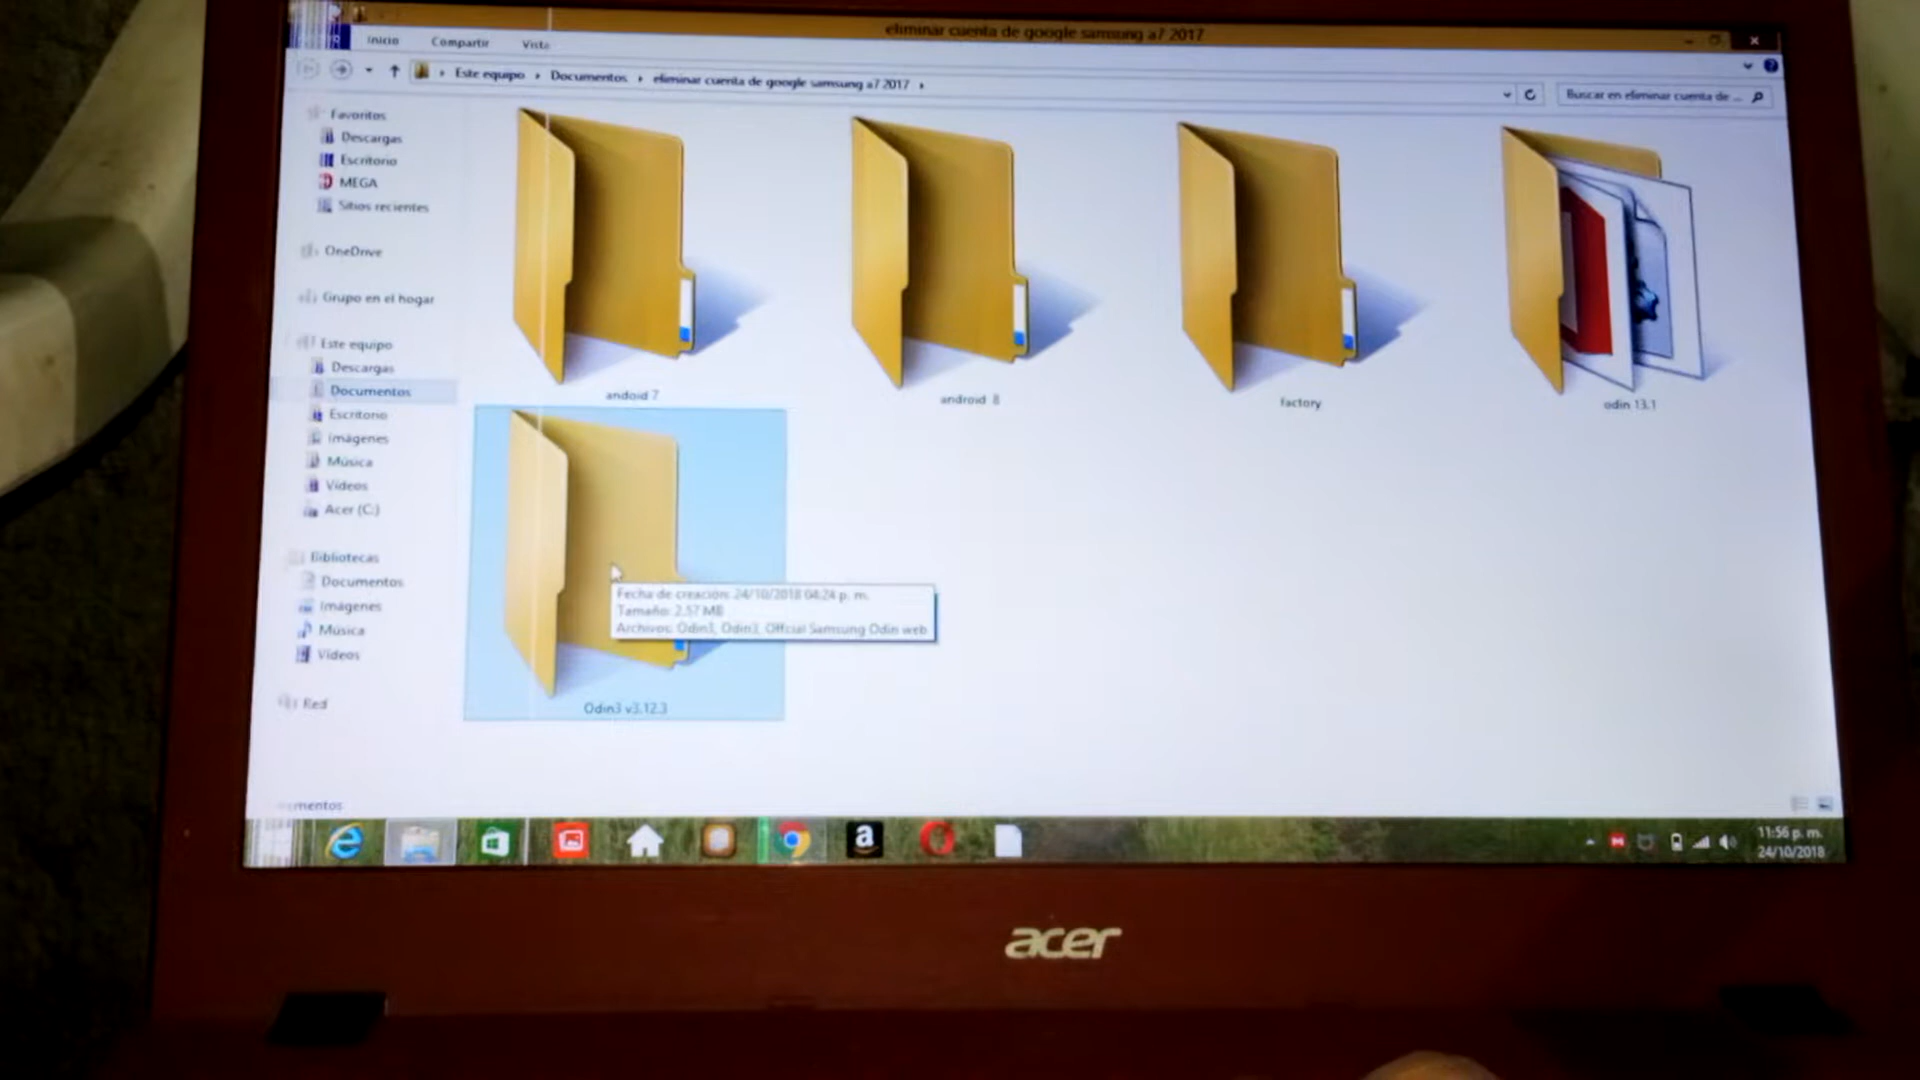 eliminar cuenta de google samsung a7 2017
Inicio
Compartir
Vista
Este equipo
Documentos
eliminar cuenta de google samsung a7 2017
Buscar en eliminar cuenta de ...
Favoritos
Descargas
Escritorio
MEGA
Sitios recientes
OneDrive
Grupo en el hogar
Este equipo
Descargas
Documentos
Escritorio
Imágenes
Música
Vídeos
Acer (C:)
Bibliotecas
Documentos
Imágenes
Música
Vídeos
Red
andoid 7
android 8
factory
odin 13.1
Fecha de creación: 24/10/2018 04:24 p. m.
Tamaño: 2.57 MB
Archivos: Odin3, Odin3, Offcial Samsung Odin web
Odin3 v3.12.3
11:56 p. m.
24/10/2018
acer